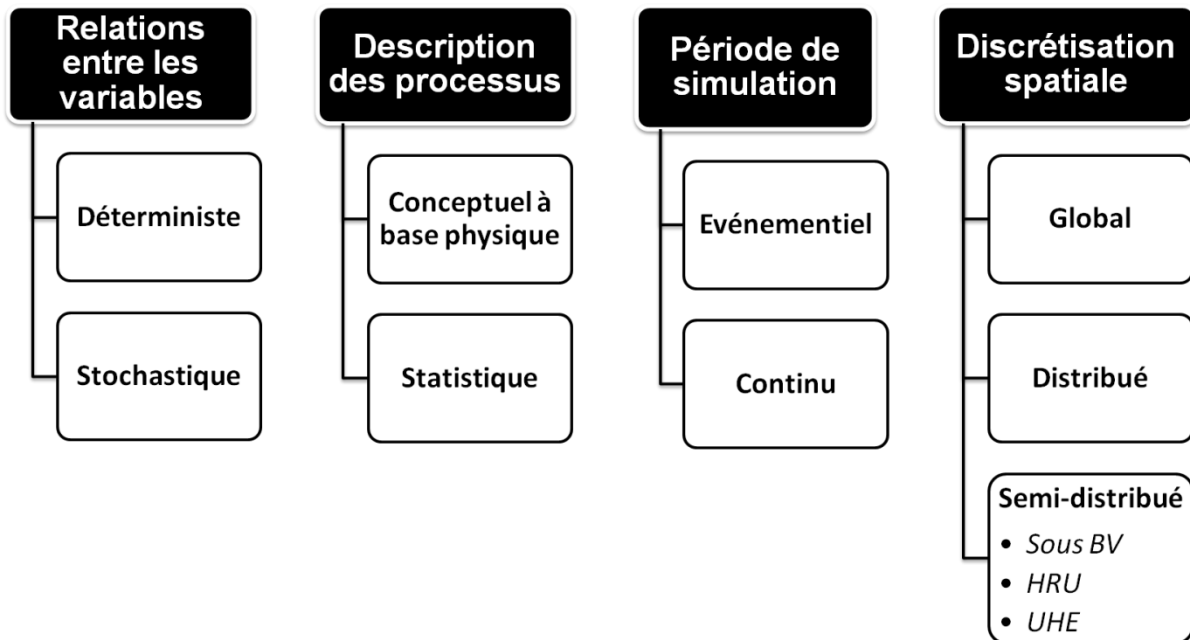 Relations
entre les
variables
Déterministe
Stochastique
Description
des processus
Conceptuel à
base physique
Statistique
Période de
simulation
Evénementiel
Continu
Discrétisation
spatiale
Global
Distribué
Semi-distribué
• Sous BV
• HRU
• UHE